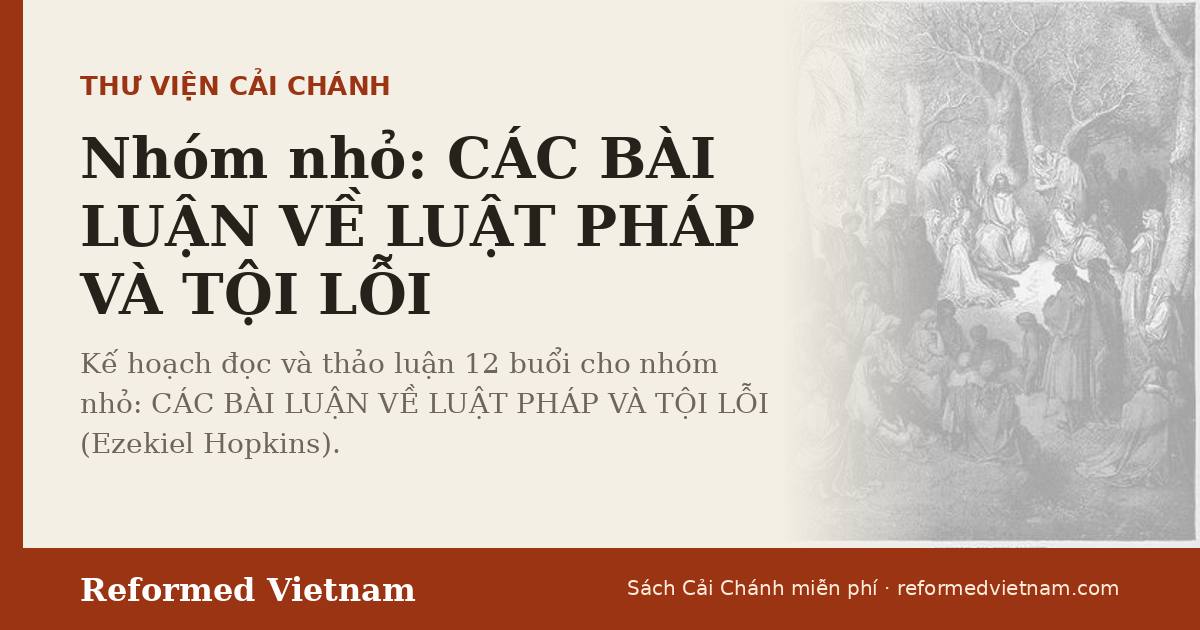 THƯ VIỆN CẢI CHÁNH
Nhóm nhỏ: CÁC BÀI
LUẬN VỀ LUẬT PHÁP
VÀ TỘI LỖI
Kế hoạch đọc và thảo luận 12 buổi cho nhóm
nhỏ: CÁC BÀI LUẬN VỀ LUẬT PHÁP VÀ TỘI LỖI
(Ezekiel Hopkins).
Reformed Vietnam
Sách Cải Chánh miễn phí · reformedvietnam.com